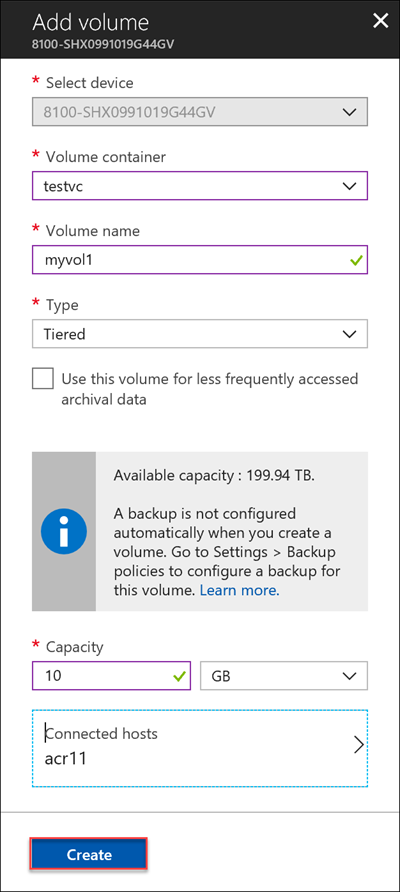 Add volume
8100-SHX0991019G44GV
* Select device
8100-SHX0991019G44GV
* Volume container
testvc
* Volume name
myvol1
* Type
Tiered
Use this volume for less frequently accessed
archival data
Available capacity : 199.94 TB.
A backup is not configured
automatically when you create a
volume. Go to Settings > Backup
policies to configure a backup for
this volume. Learn more.
* Capacity
10 GB
Connected hosts
acr11
Create